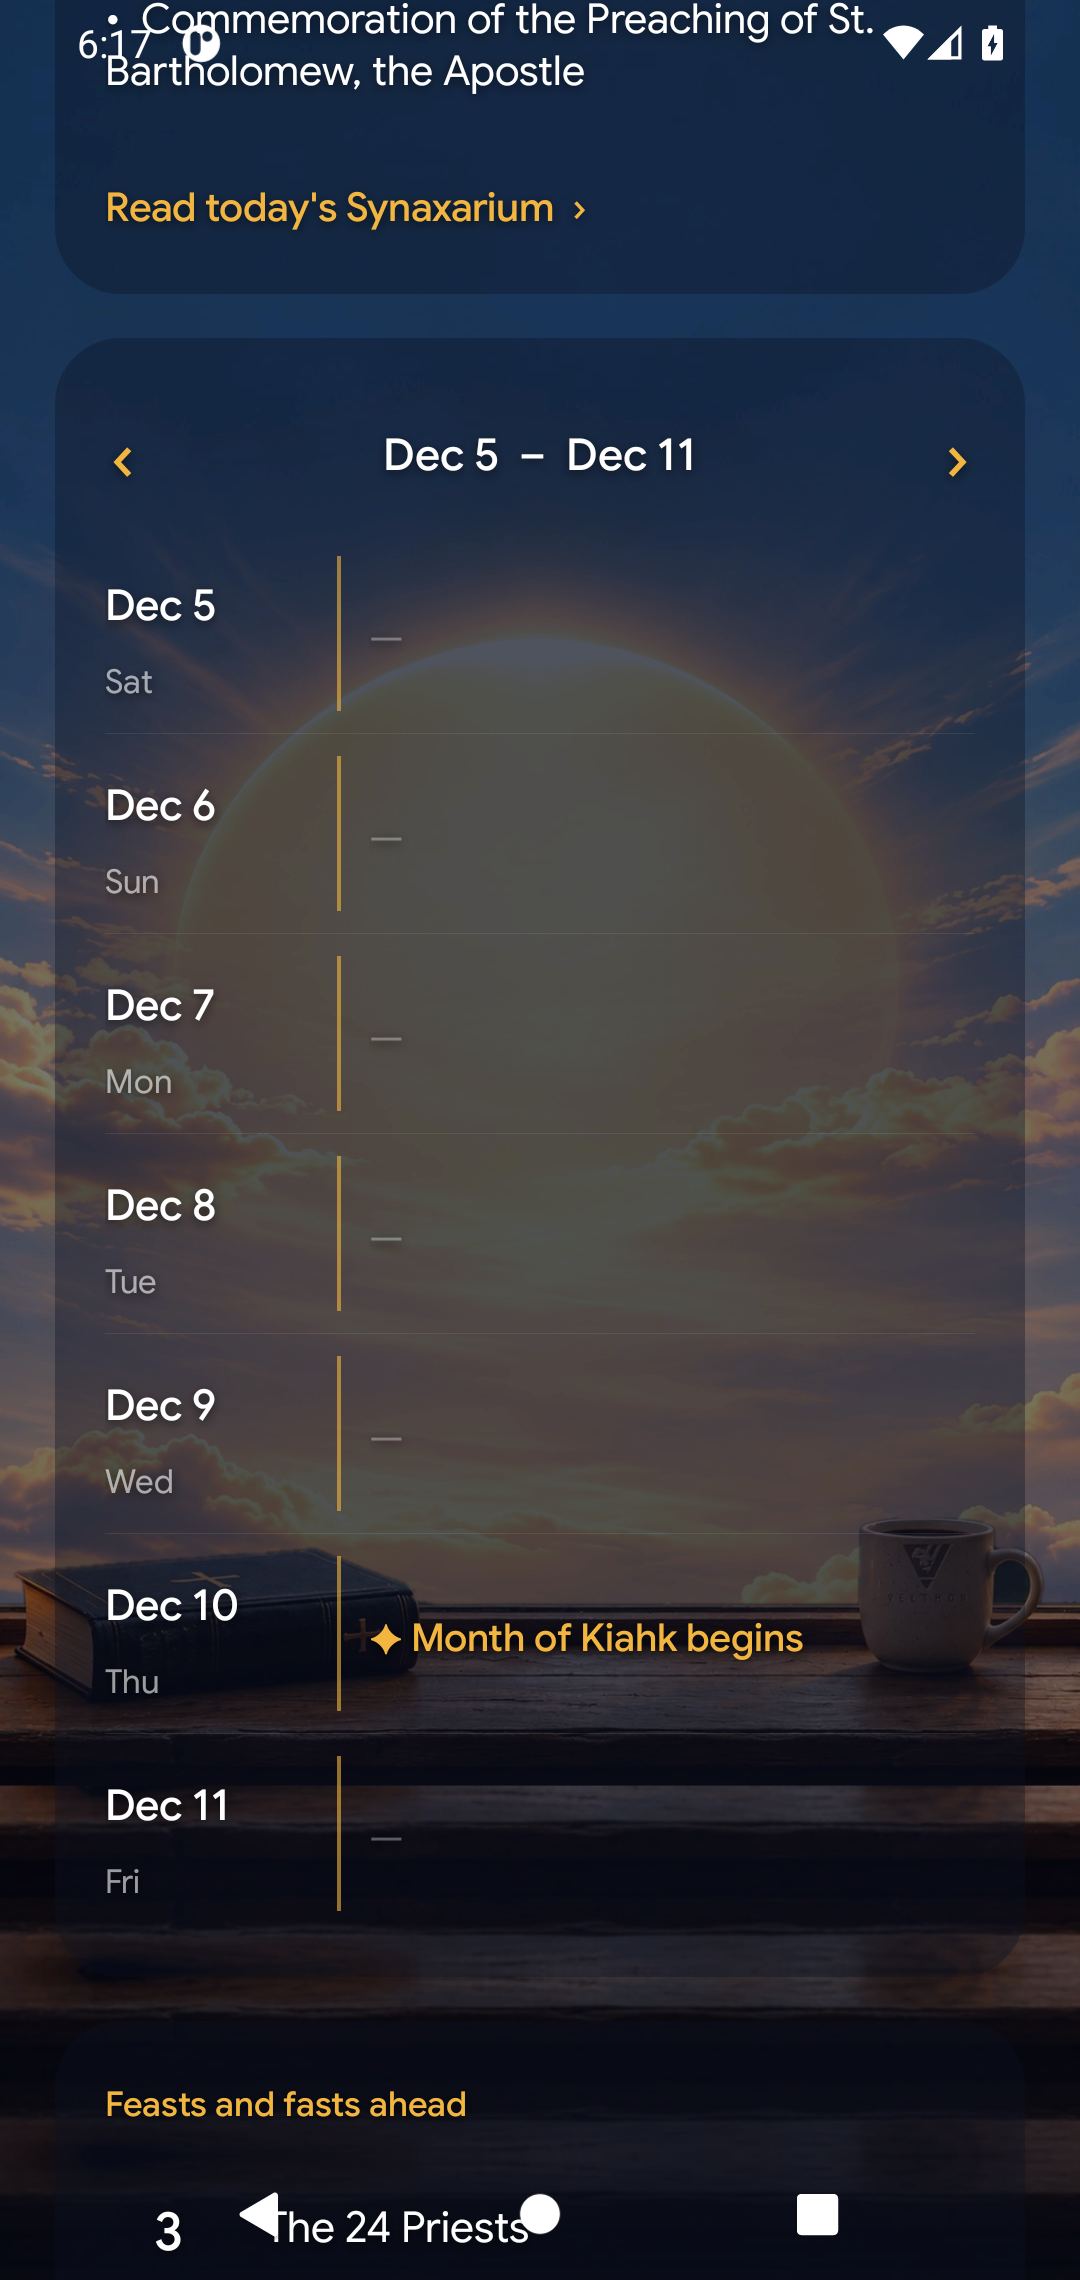 • Commemoration of the Preaching of St.
6:17
Bartholomew, the Apostle
Read today's Synaxarium ›
‹ Dec 5 – Dec 11 ›
Dec 5
—
Sat
Dec 6
—
Sun
Dec 7
—
Mon
Dec 8
—
Tue
Dec 9
—
Wed
Dec 10
✦ Month of Kiahk begins
Thu
Dec 11
—
Fri
Feasts and fasts ahead
3 The 24 Priests